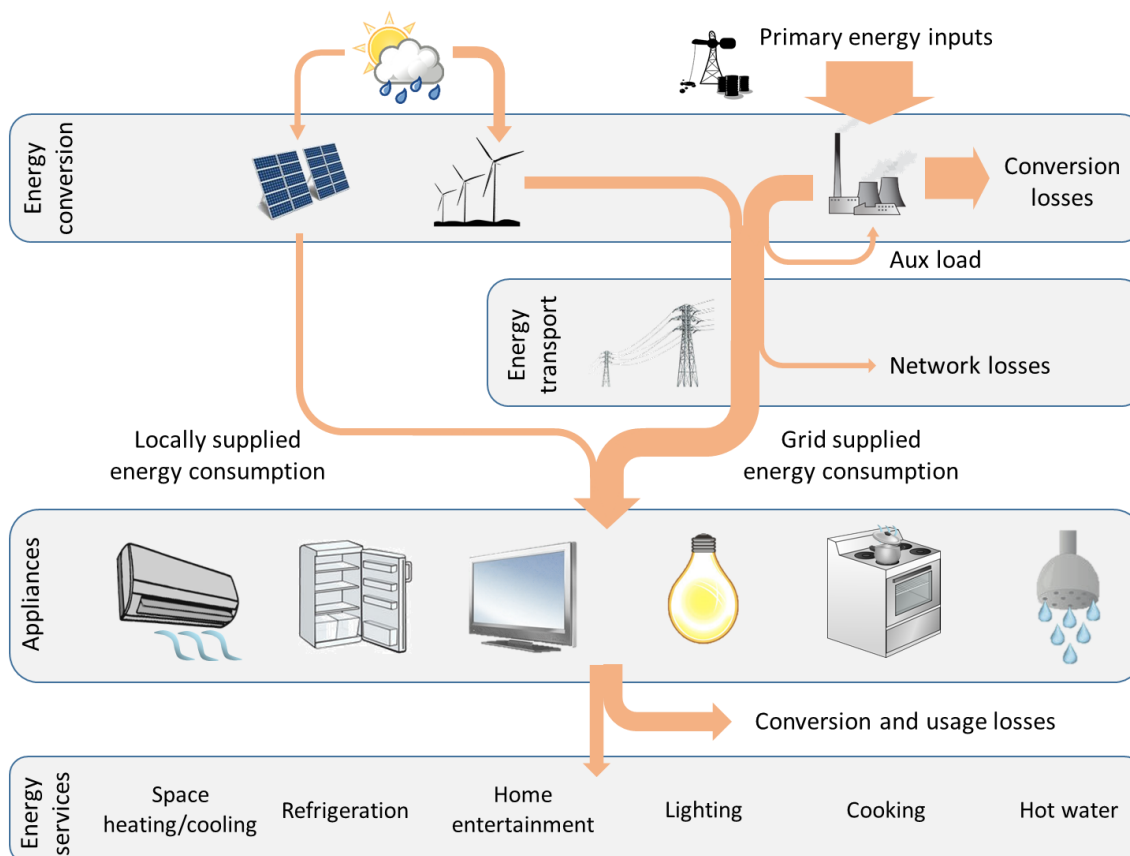 Primary energy inputs
Energy
conversion
Conversion
losses
Aux load
Energy
transport
Network losses
Locally supplied
energy consumption
Grid supplied
energy consumption
Appliances
Conversion and usage losses
Energy
services
Space
heating/cooling
Refrigeration
Home
entertainment
Lighting
Cooking
Hot water